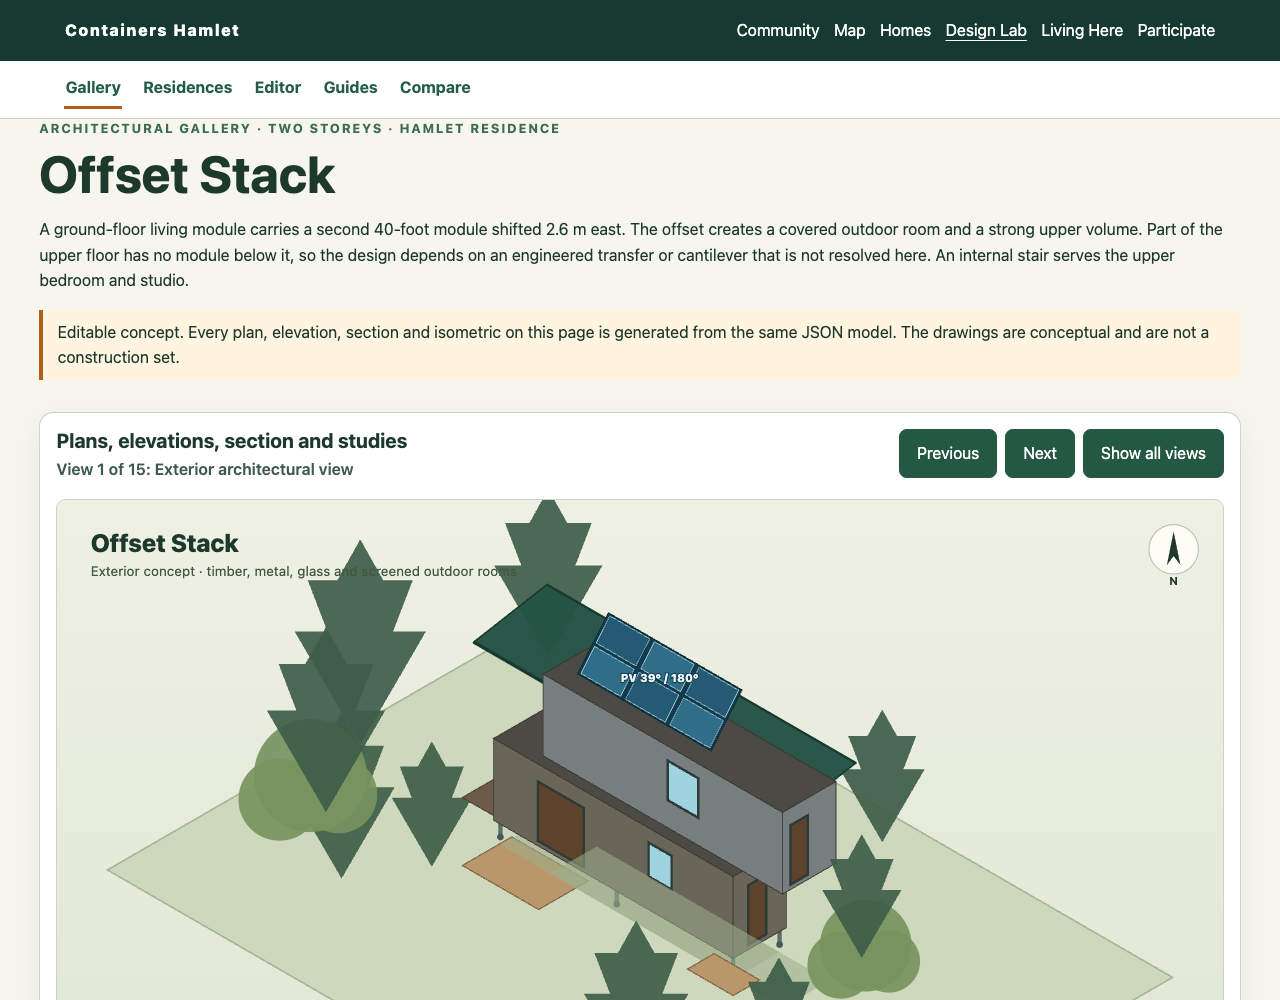 Containers Hamlet
Community Map Homes Design Lab Living Here Participate
Gallery Residences Editor Guides Compare
ARCHITECTURAL GALLERY · TWO STOREYS · HAMLET RESIDENCE
Offset Stack
A ground-floor living module carries a second 40-foot module shifted 2.6 m east. The offset creates a covered outdoor room and a strong upper volume. Part of the
upper floor has no module below it, so the design depends on an engineered transfer or cantilever that is not resolved here. An internal stair serves the upper
bedroom and studio.
Editable concept. Every plan, elevation, section and isometric on this page is generated from the same JSON model. The drawings are conceptual and are not a
construction set.
Plans, elevations, section and studies
View 1 of 15: Exterior architectural view
Previous Next Show all views
Offset Stack
Exterior concept · timber, metal, glass and screened outdoor rooms
N
PV 39° / 180°